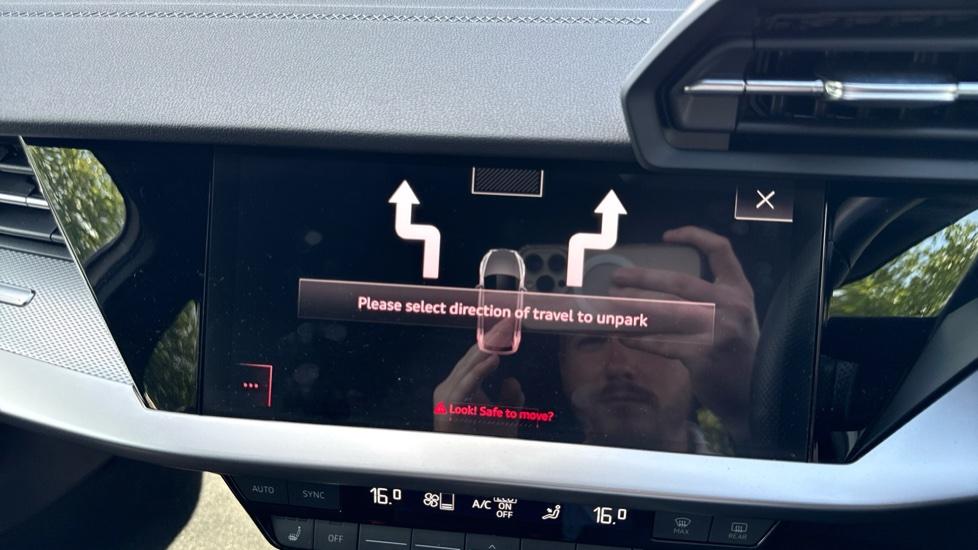 Please select direction of travel to unpark
Look! Safe to move?
AUTO
SYNC
16.0
A/C
ON
OFF
16.0
OFF
MAX
REAR